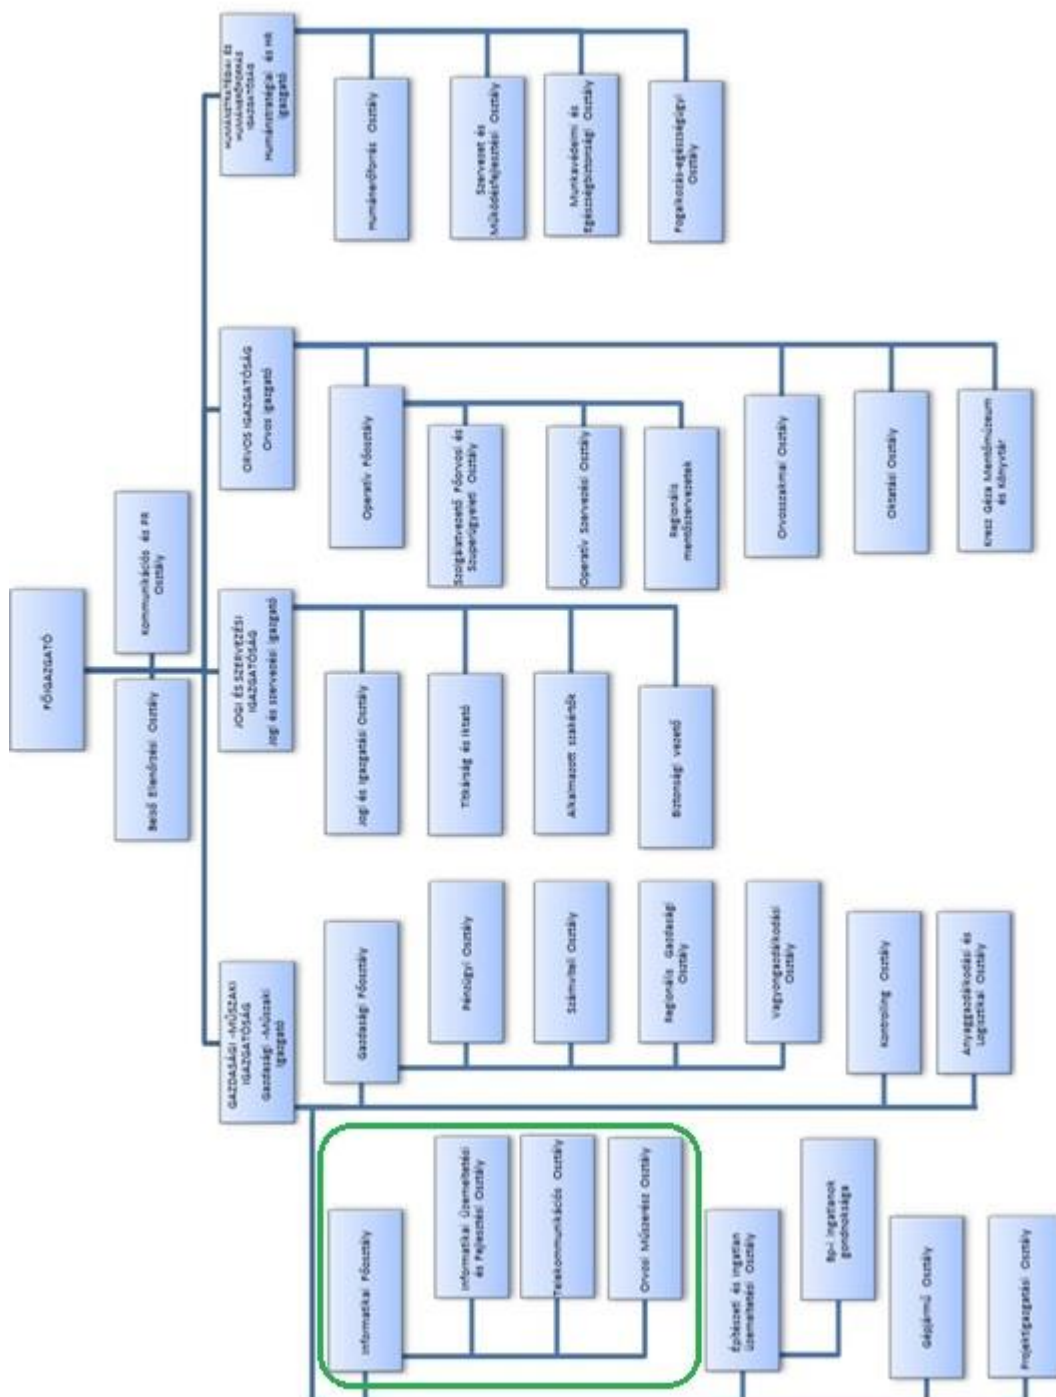 FŐIGAZGATÓ
Belső Ellenőrzési Osztály
Kommunikációs és PR
Osztály
GAZDASÁGI -MŰSZAKI
IGAZGATÓSÁG
Gazdasági -Műszaki
igazgató
Informatikai Főosztály
Informatikai Üzemeltetési
és Fejlesztési Osztály
Telekommunikációs Osztály
Orvosi Műszerész Osztály
Építészeti és Ingatlan
üzemeltetési Osztály
Bp-i ingatlanok
gondnoksága
Gépjármű Osztály
Projektigazgatási Osztály
Gazdasági Főosztály
Pénzügyi Osztály
Számviteli Osztály
Regionális Gazdasági
Osztály
Vagyongazdálkodási
Osztály
Kontrolling Osztály
Anyaggazdálkodási és
Logisztikai Osztály
JOGI ÉS SZERVEZÉSI
IGAZGATÓSÁG
Jogi és szervezési igazgató
Jogi és Igazgatási Osztály
Titkárság és Iktató
Alkalmazott szakértők
Biztonsági vezető
ORVOS IGAZGATÓSÁG
Orvos igazgató
Operatív Főosztály
Szolgálatvezető Főorvosi és
Szuperügyeleti Osztály
Operatív Szervezési Osztály
Regionális
mentőszervezetek
Orvosszakmai Osztály
Oktatási Osztály
Kresz Géza Mentőmúzeum
és Könyvtár
HUMÁNSTRATÉGIAI ÉS
HUMÁNERŐFORRÁS
IGAZGATÓSÁG
Humánstratégiai és HR
igazgató
Humánerőforrás Osztály
Szervezet és
Működésfejlesztési Osztály
Munkavédelmi és
Egészségbiztonsági Osztály
Fogalkozás-egészségügyi
Osztály